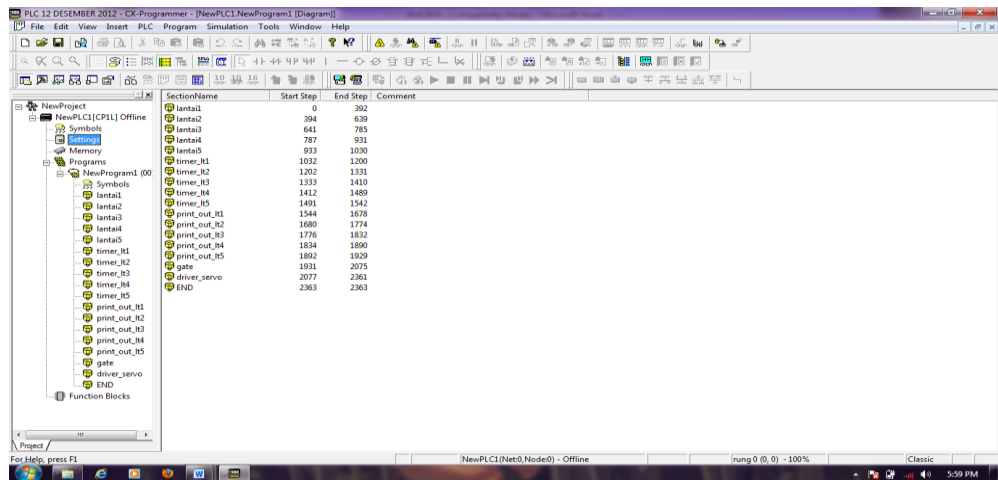 PLC 12 DESEMBER 2012 - CX-Programmer - [NewPLC1.NewProgram1 [Diagram]]
File Edit View Insert PLC Program Simulation Tools Window Help
NewProject
NewPLC1[CP1L] Offline
Symbols
Settings
Memory
Programs
NewProgram1 (00
Symbols
lantai1
lantai2
lantai3
lantai4
lantai5
timer_lt1
timer_lt2
timer_lt3
timer_lt4
timer_lt5
print_out_lt1
print_out_lt2
print_out_lt3
print_out_lt4
print_out_lt5
gate
driver_servo
END
Function Blocks
Project
SectionName Start Step End Step Comment
lantai1 0 392
lantai2 394 639
lantai3 641 785
lantai4 787 931
lantai5 933 1030
timer_lt1 1032 1200
timer_lt2 1202 1331
timer_lt3 1333 1410
timer_lt4 1412 1489
timer_lt5 1491 1542
print_out_lt1 1544 1678
print_out_lt2 1680 1774
print_out_lt3 1776 1832
print_out_lt4 1834 1890
print_out_lt5 1892 1929
gate 1931 2075
driver_servo 2077 2361
END 2363 2363
For Help, press F1 NewPLC1(Net:0,Node:0) - Offline rung 0 (0, 0) - 100% Classic
5:59 PM